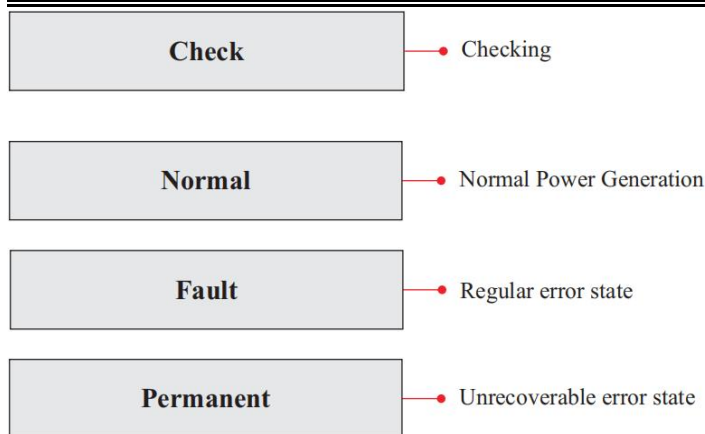 Check
Checking
Normal
Normal Power Generation
Fault
Regular error state
Permanent
Unrecoverable error state